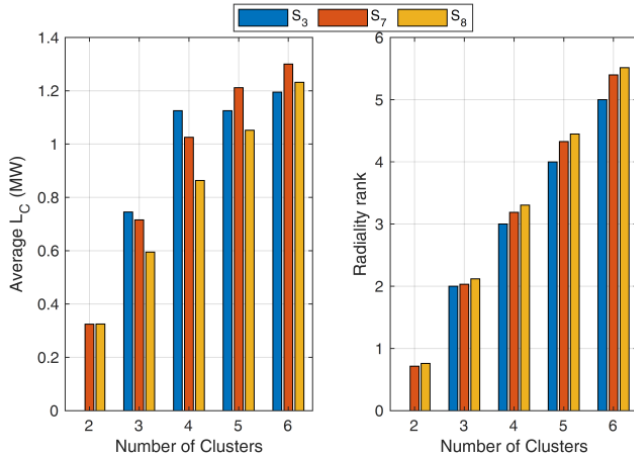 S3 S7 S8
1.4
1.2
1
0.8
0.6
0.4
0.2
0
Average LC (MW)
2 3 4 5 6
Number of Clusters
6
5
4
3
2
1
0
Radiality rank
2 3 4 5 6
Number of Clusters